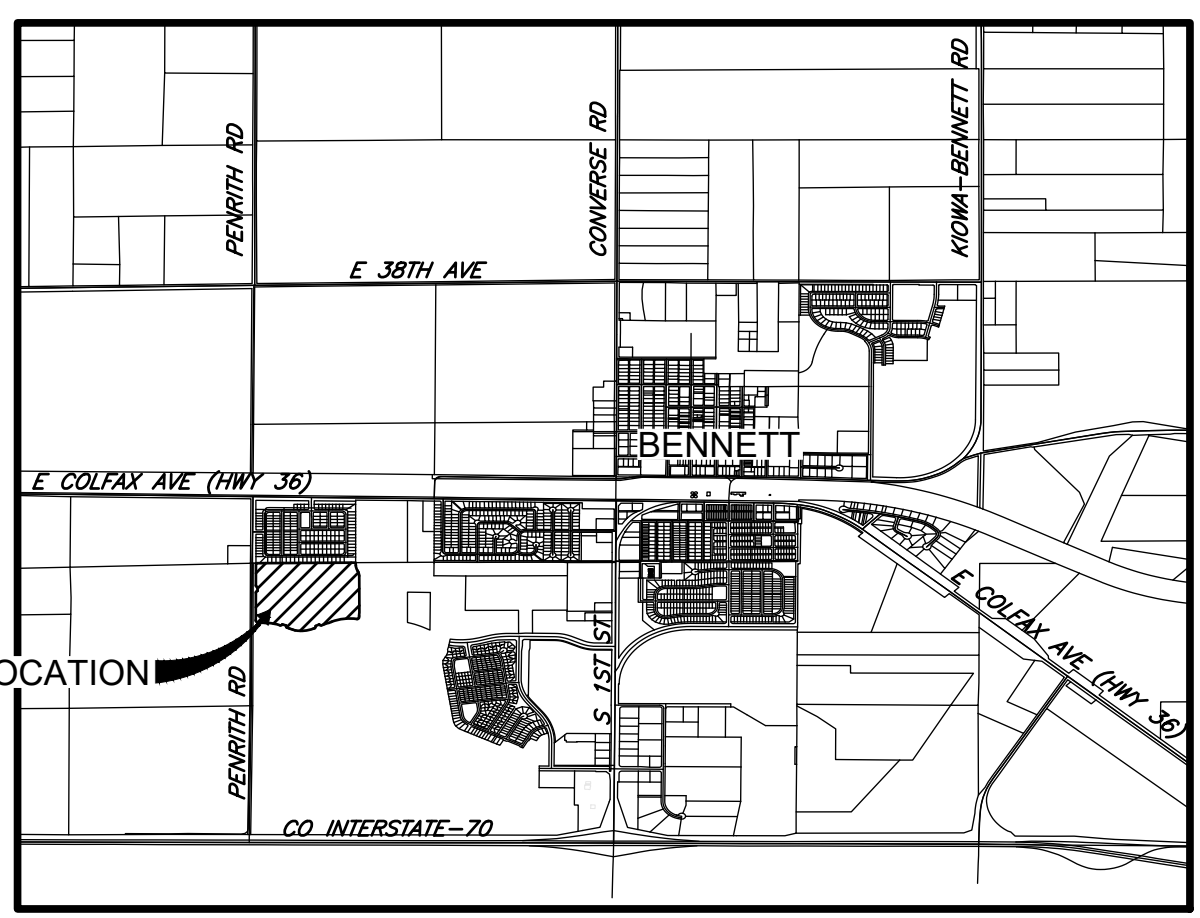 PENRITH RD
CONVERSE RD
KIOWA-BENNETT RD
E 38TH AVE
BENNETT
E COLFAX AVE (HWY 36)
E COLFAX AVE (HWY 36)
OCATION
PENRITH RD
S 1ST ST
CO INTERSTATE-70